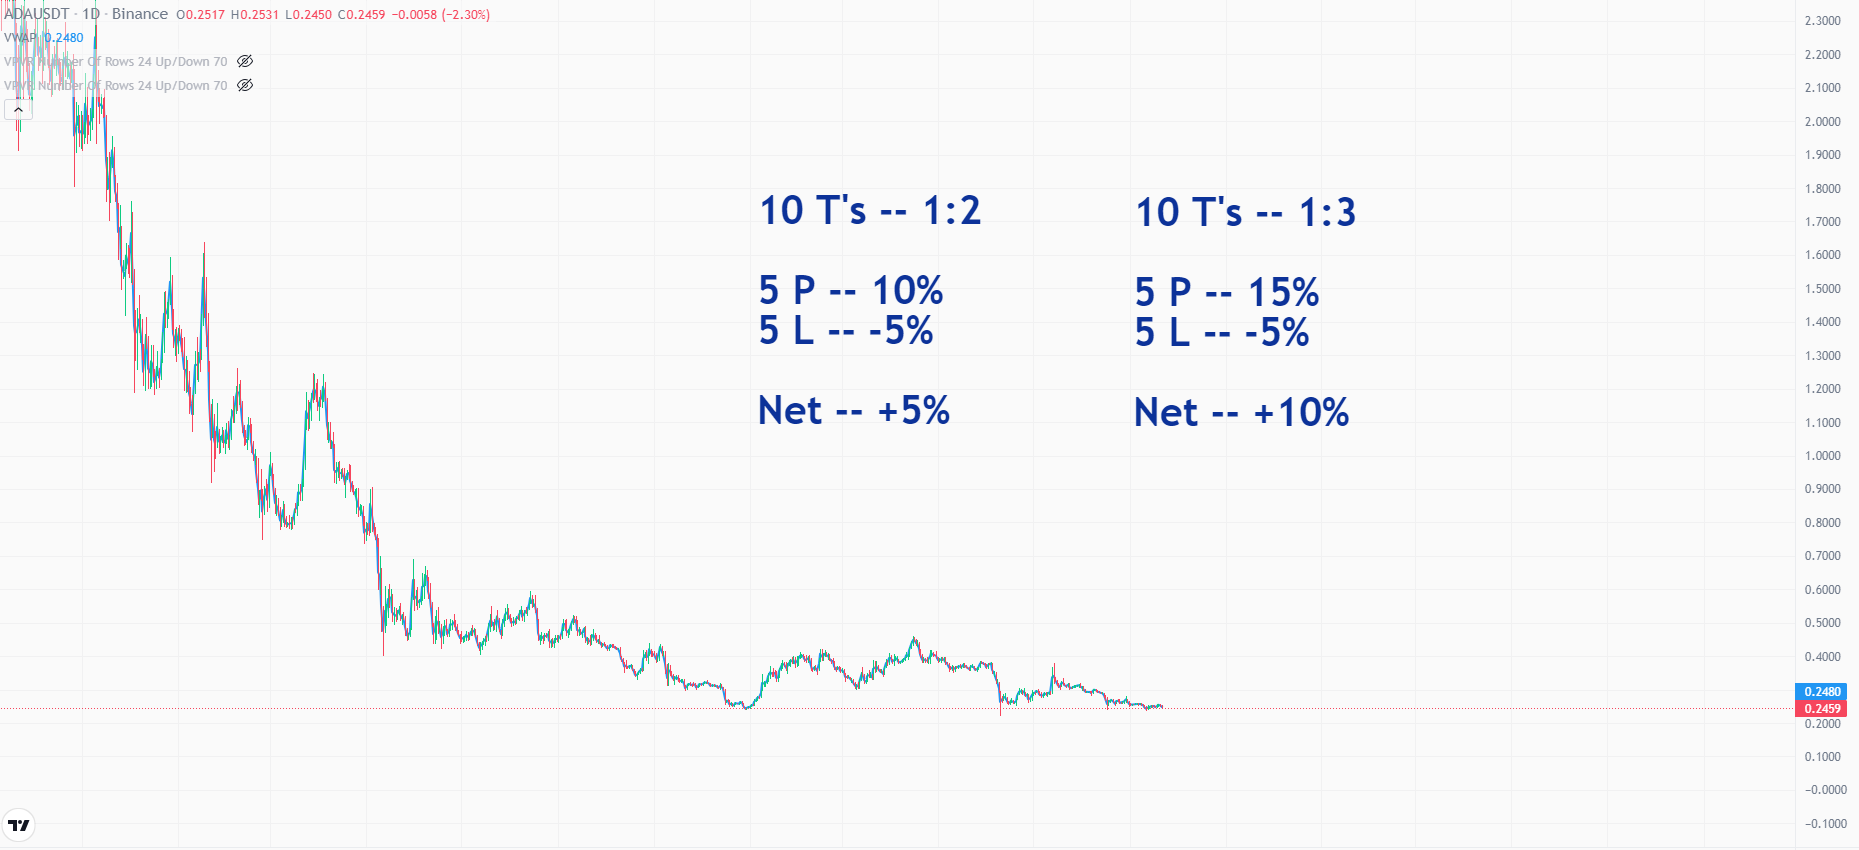 ADAUSDT · 1D · Binance O0.2517 H0.2531 L0.2450 C0.2459 −0.0058 (−2.30%)
VWAP 0.2480
VPVR Number Of Rows 24 Up/Down 70
VPVR Number Of Rows 24 Up/Down 70
10 T's -- 1:2
5 P -- 10%
5 L -- -5%
Net -- +5%
10 T's -- 1:3
5 P -- 15%
5 L -- -5%
Net -- +10%
2.3000
2.2000
2.1000
2.0000
1.9000
1.8000
1.7000
1.6000
1.5000
1.4000
1.3000
1.2000
1.1000
1.0000
0.9000
0.8000
0.7000
0.6000
0.5000
0.4000
0.2480
0.2459
0.2000
0.1000
−0.0000
−0.1000